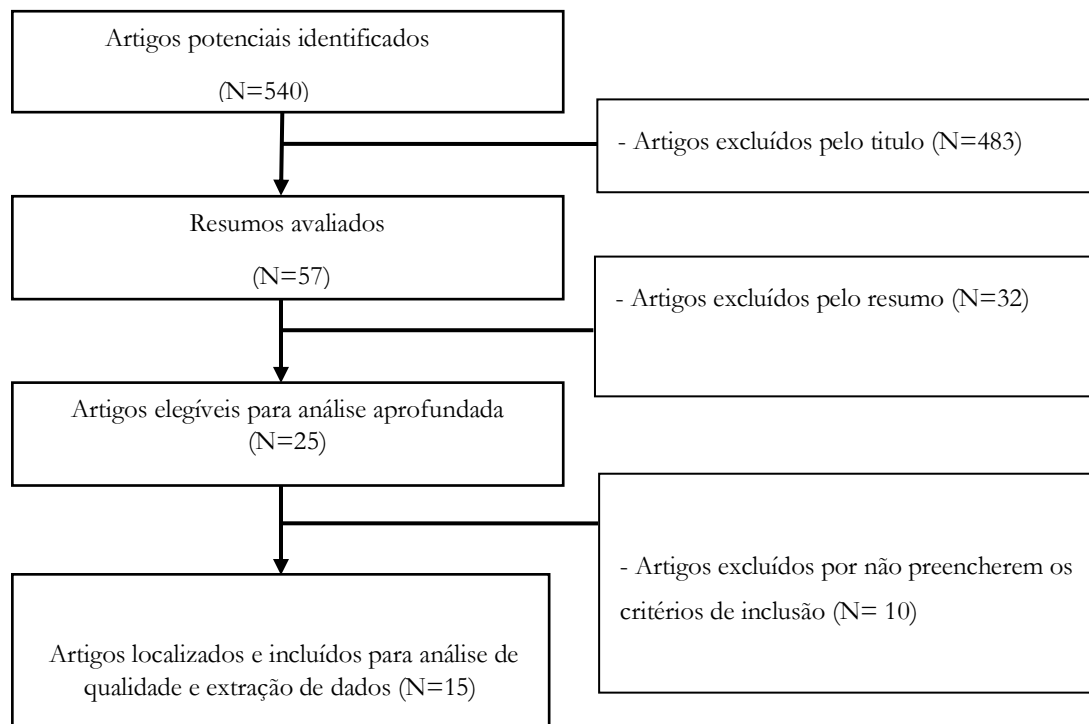 Artigos potenciais identificados
(N=540)
- Artigos excluídos pelo titulo (N=483)
Resumos avaliados
(N=57)
- Artigos excluídos pelo resumo (N=32)
Artigos elegíveis para análise aprofundada
(N=25)
- Artigos excluídos por não preencherem os
critérios de inclusão (N= 10)
Artigos localizados e incluídos para análise de
qualidade e extração de dados (N=15)